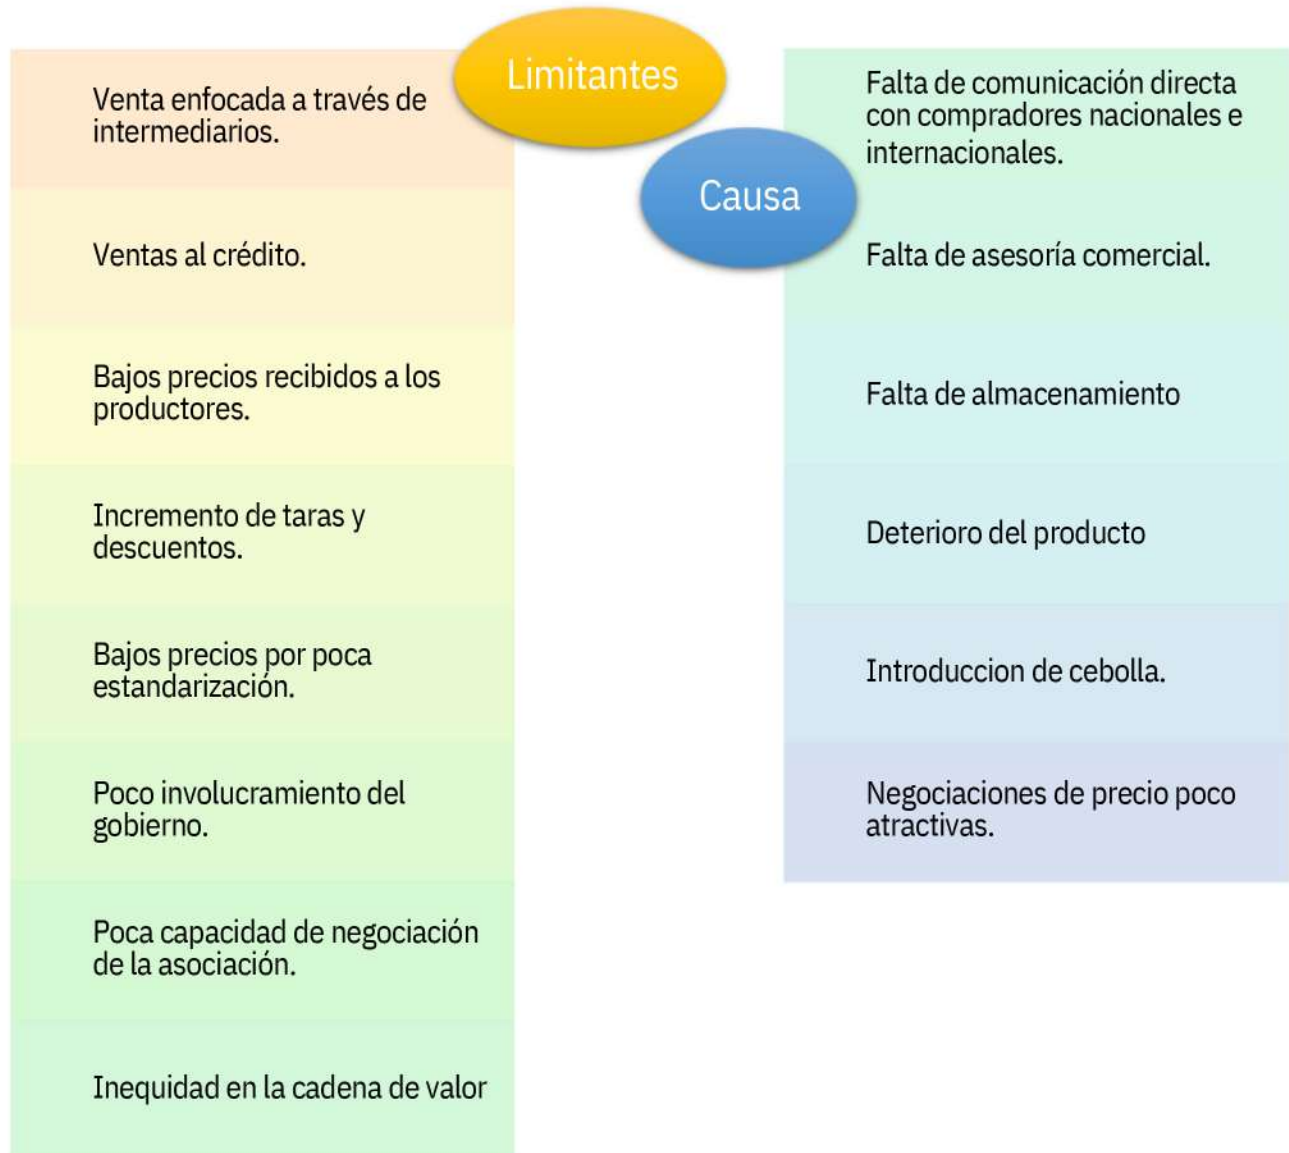 Limitantes
Venta enfocada a través de
intermediarios.
Ventas al crédito.
Bajos precios recibidos a los
productores.
Incremento de taras y
descuentos.
Bajos precios por poca
estandarización.
Poco involucramiento del
gobierno.
Poca capacidad de negociación
de la asociación.
Inequidad en la cadena de valor
Causa
Falta de comunicación directa
con compradores nacionales e
internacionales.
Falta de asesoría comercial.
Falta de almacenamiento
Deterioro del producto
Introduccion de cebolla.
Negociaciones de precio poco
atractivas.